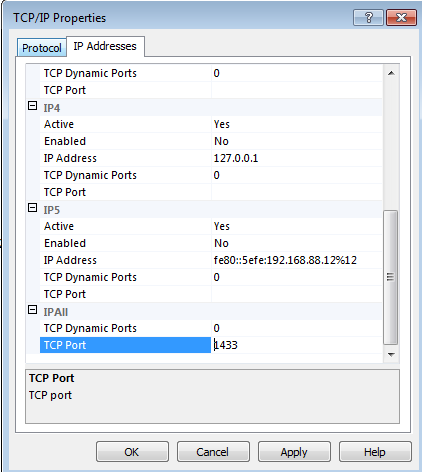 TCP/IP Properties
Protocol IP Addresses
TCP Dynamic Ports 0
TCP Port
IP4
Active Yes
Enabled No
IP Address 127.0.0.1
TCP Dynamic Ports 0
TCP Port
IP5
Active Yes
Enabled No
IP Address fe80::5efe:192.168.88.12%12
TCP Dynamic Ports 0
TCP Port
IPAll
TCP Dynamic Ports 0
TCP Port 1433
TCP Port
TCP port
OK Cancel Apply Help